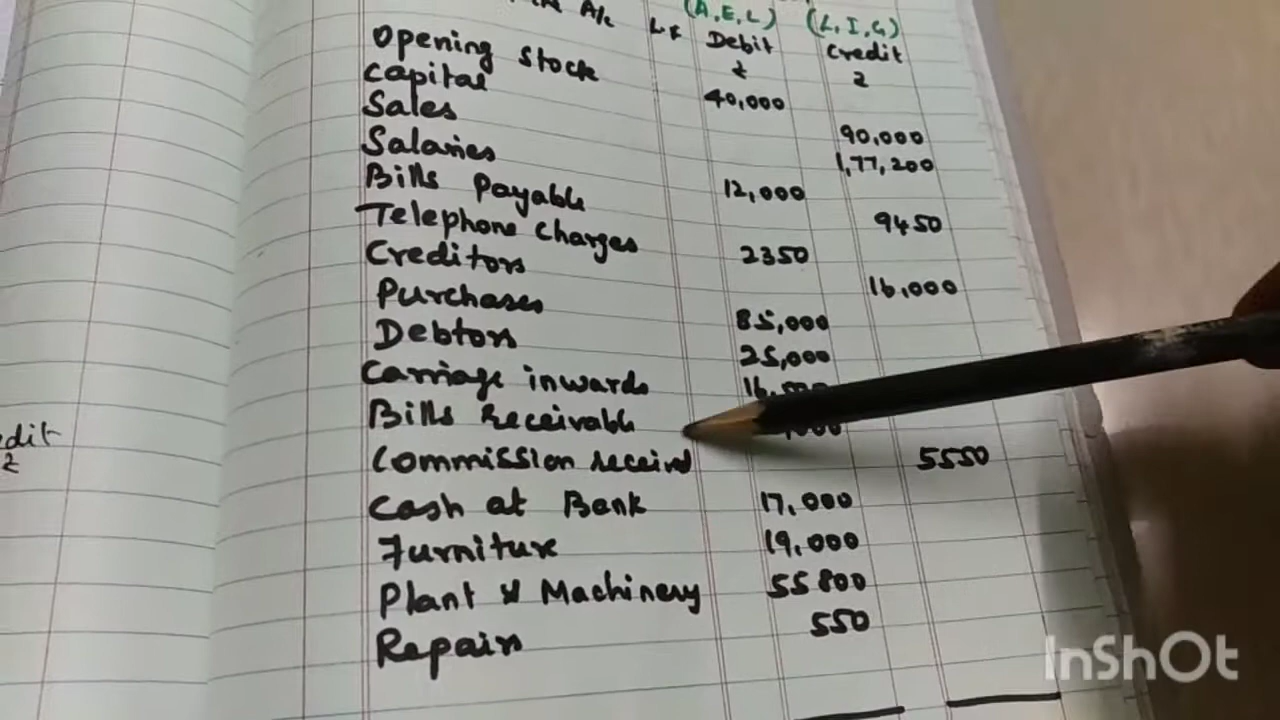 A/c (A,E,L) (L,I,G)
L.F Debit Credit
₹ ₹
Opening Stock 40,000
Capital 90,000
Sales 1,77,200
Salaries 12,000
Bills Payable 9450
Telephone Charges 2350
Creditors 16,000
Purchases 85,000
Debtors 25,000
Carriage inwards
Bills Receivable
Commission received 5550
Cash at Bank 17,000
Furniture 19,000
Plant & Machinery 55800
Repairs 550
edit
₹
InShOt